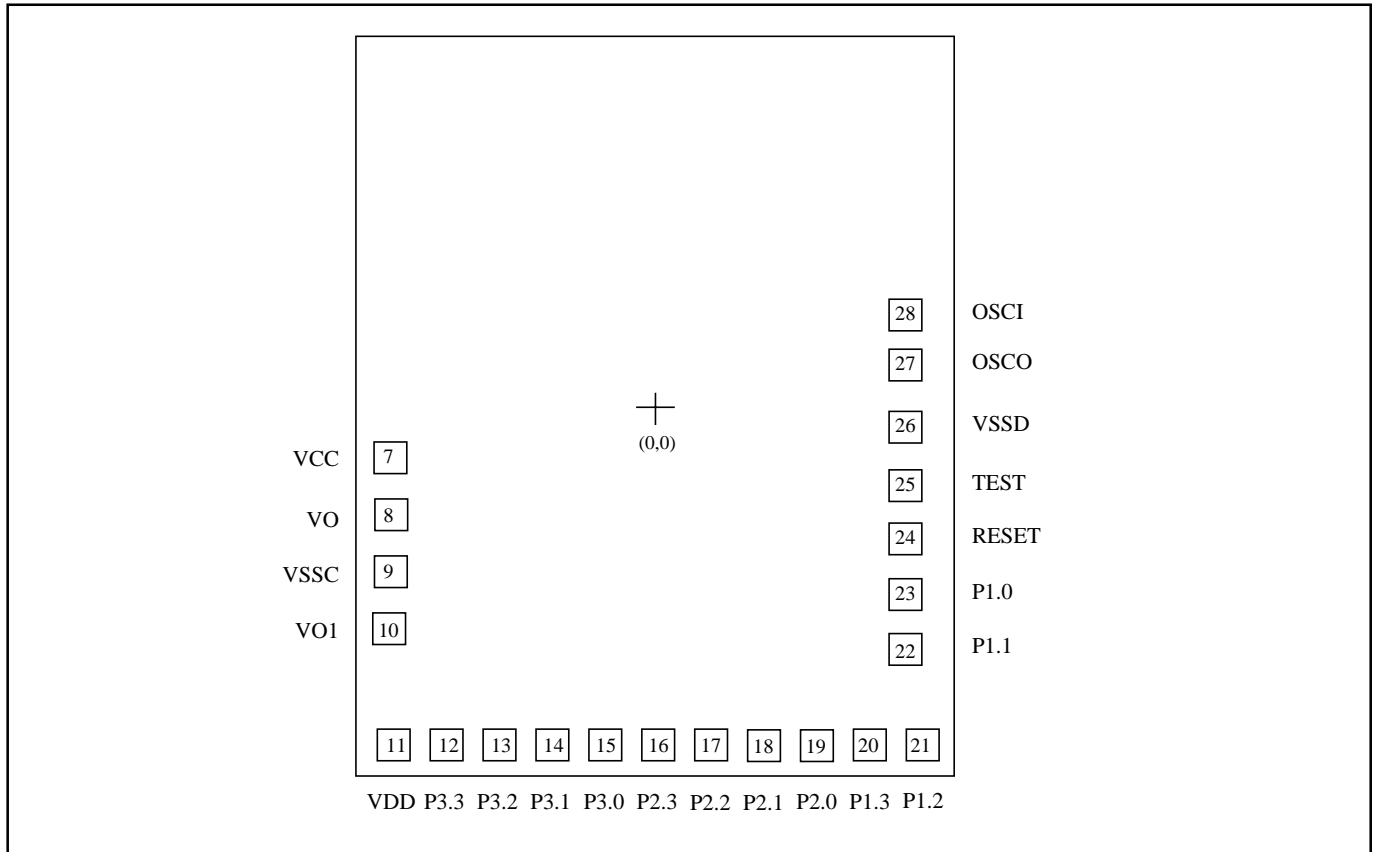 28 OSCI
27 OSCO
(0,0)
26 VSSD
VCC 7
25 TEST
VO 8
24 RESET
VSSC 9
23 P1.0
VO1 10
22 P1.1
11 12 13 14 15 16 17 18 19 20 21
VDD P3.3 P3.2 P3.1 P3.0 P2.3 P2.2 P2.1 P2.0 P1.3 P1.2